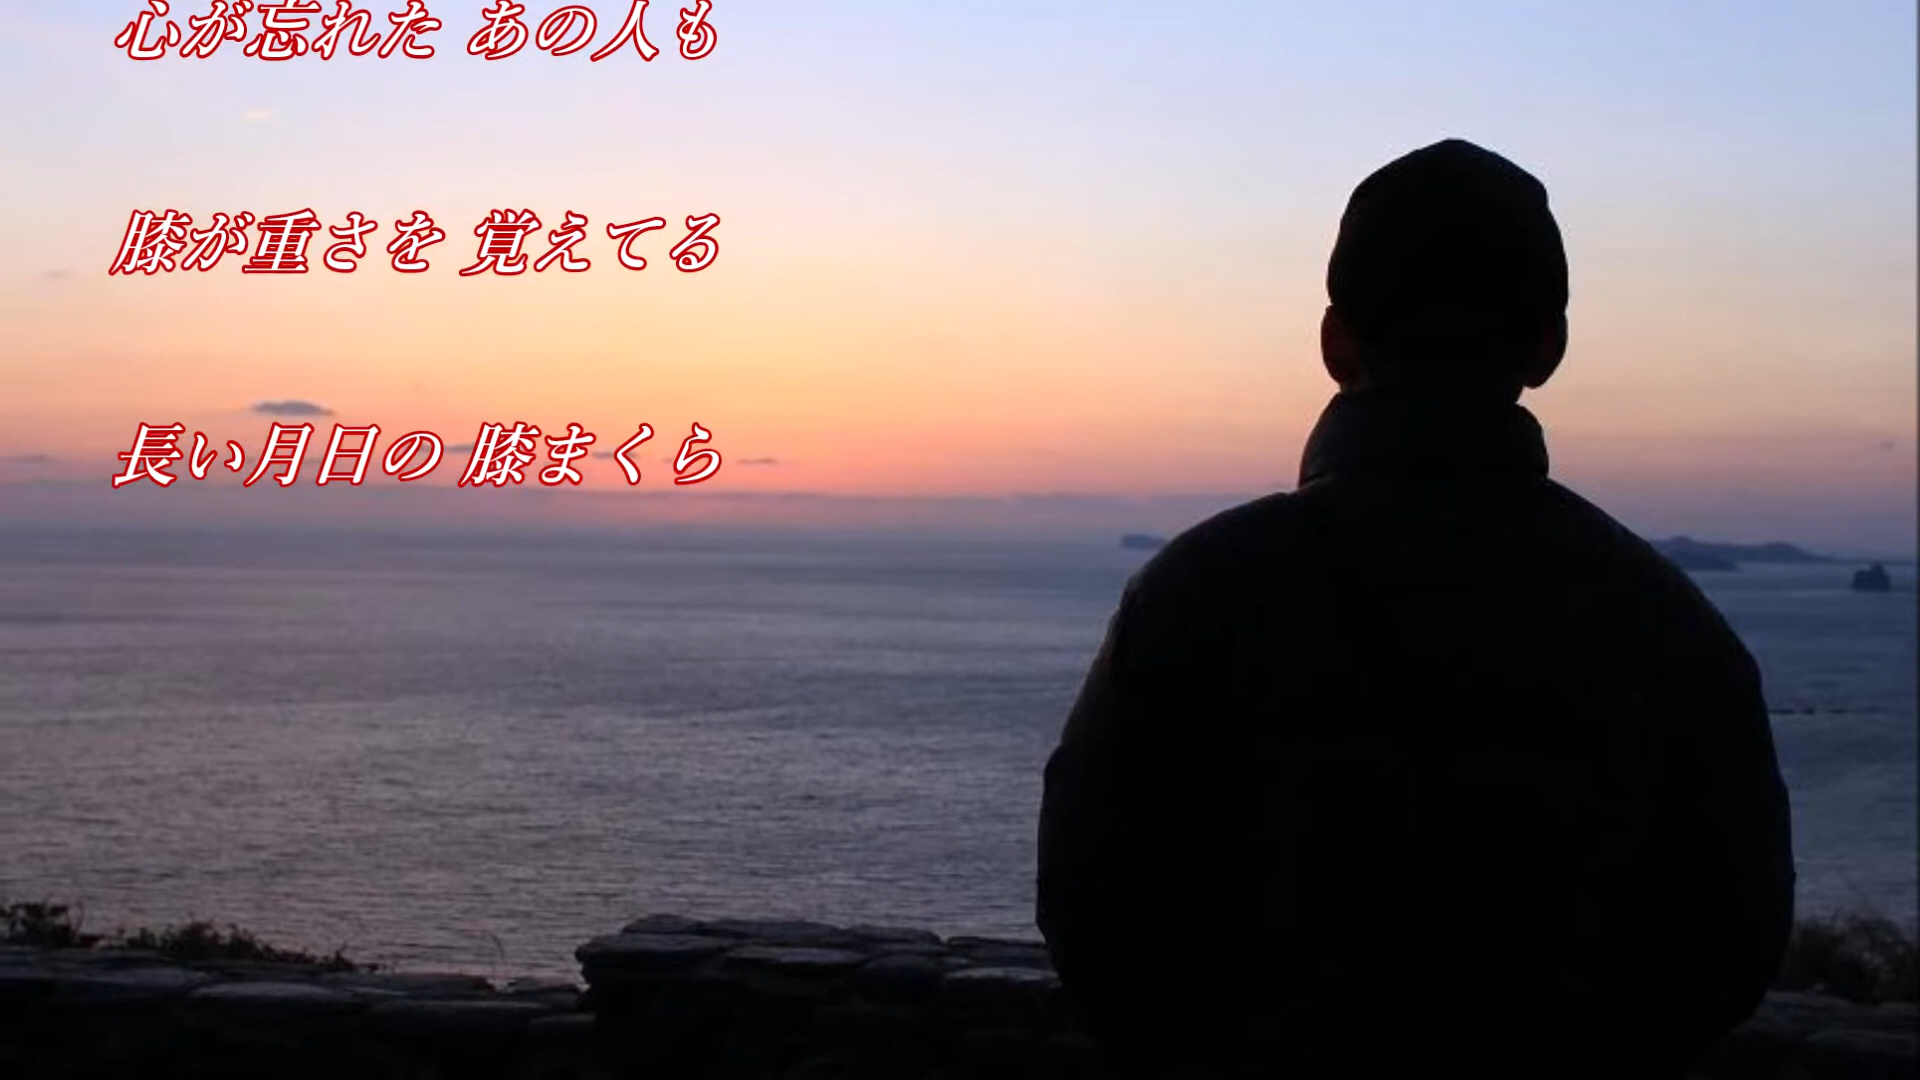 心が忘れた あの人も
膝が重さを 覚えてる
長い月日の 膝まくら